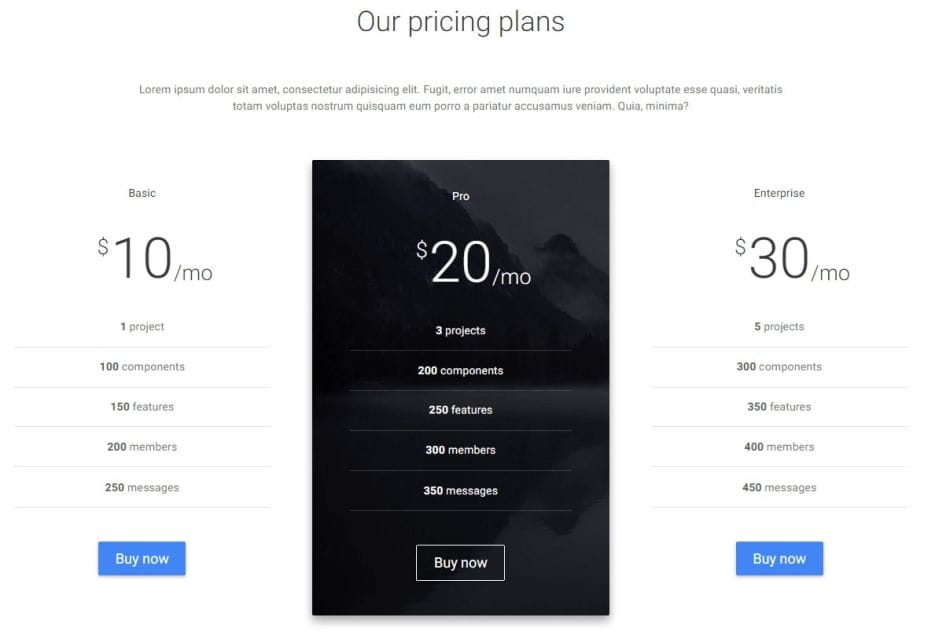 Our pricing plans
Lorem ipsum dolor sit amet, consectetur adipisicing elit. Fugit, error amet numquam iure provident voluptate esse quasi, veritatis
totam voluptas nostrum quisquam eum porro a pariatur accusamus veniam. Quia, minima?
Basic
$10/mo
1 project
100 components
150 features
200 members
250 messages
Buy now
Pro
$20/mo
3 projects
200 components
250 features
300 members
350 messages
Buy now
Enterprise
$30/mo
5 projects
300 components
350 features
400 members
450 messages
Buy now